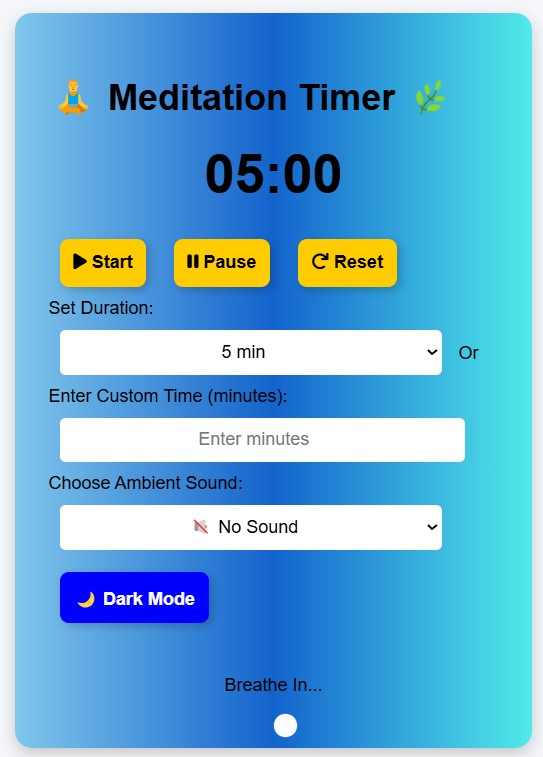 Meditation Timer
05:00
Start Pause Reset
Set Duration:
5 min Or
Enter Custom Time (minutes):
Enter minutes
Choose Ambient Sound:
No Sound
Dark Mode
Breathe In...